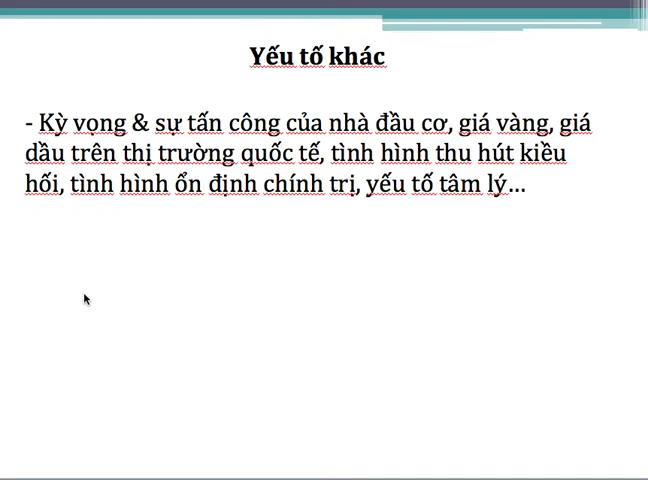 Yếu tố khác
- Kỳ vọng & sự tấn công của nhà đầu cơ, giá vàng, giá
dầu trên thị trường quốc tế, tình hình thu hút kiều
hối, tình hình ổn định chính trị, yếu tố tâm lý...